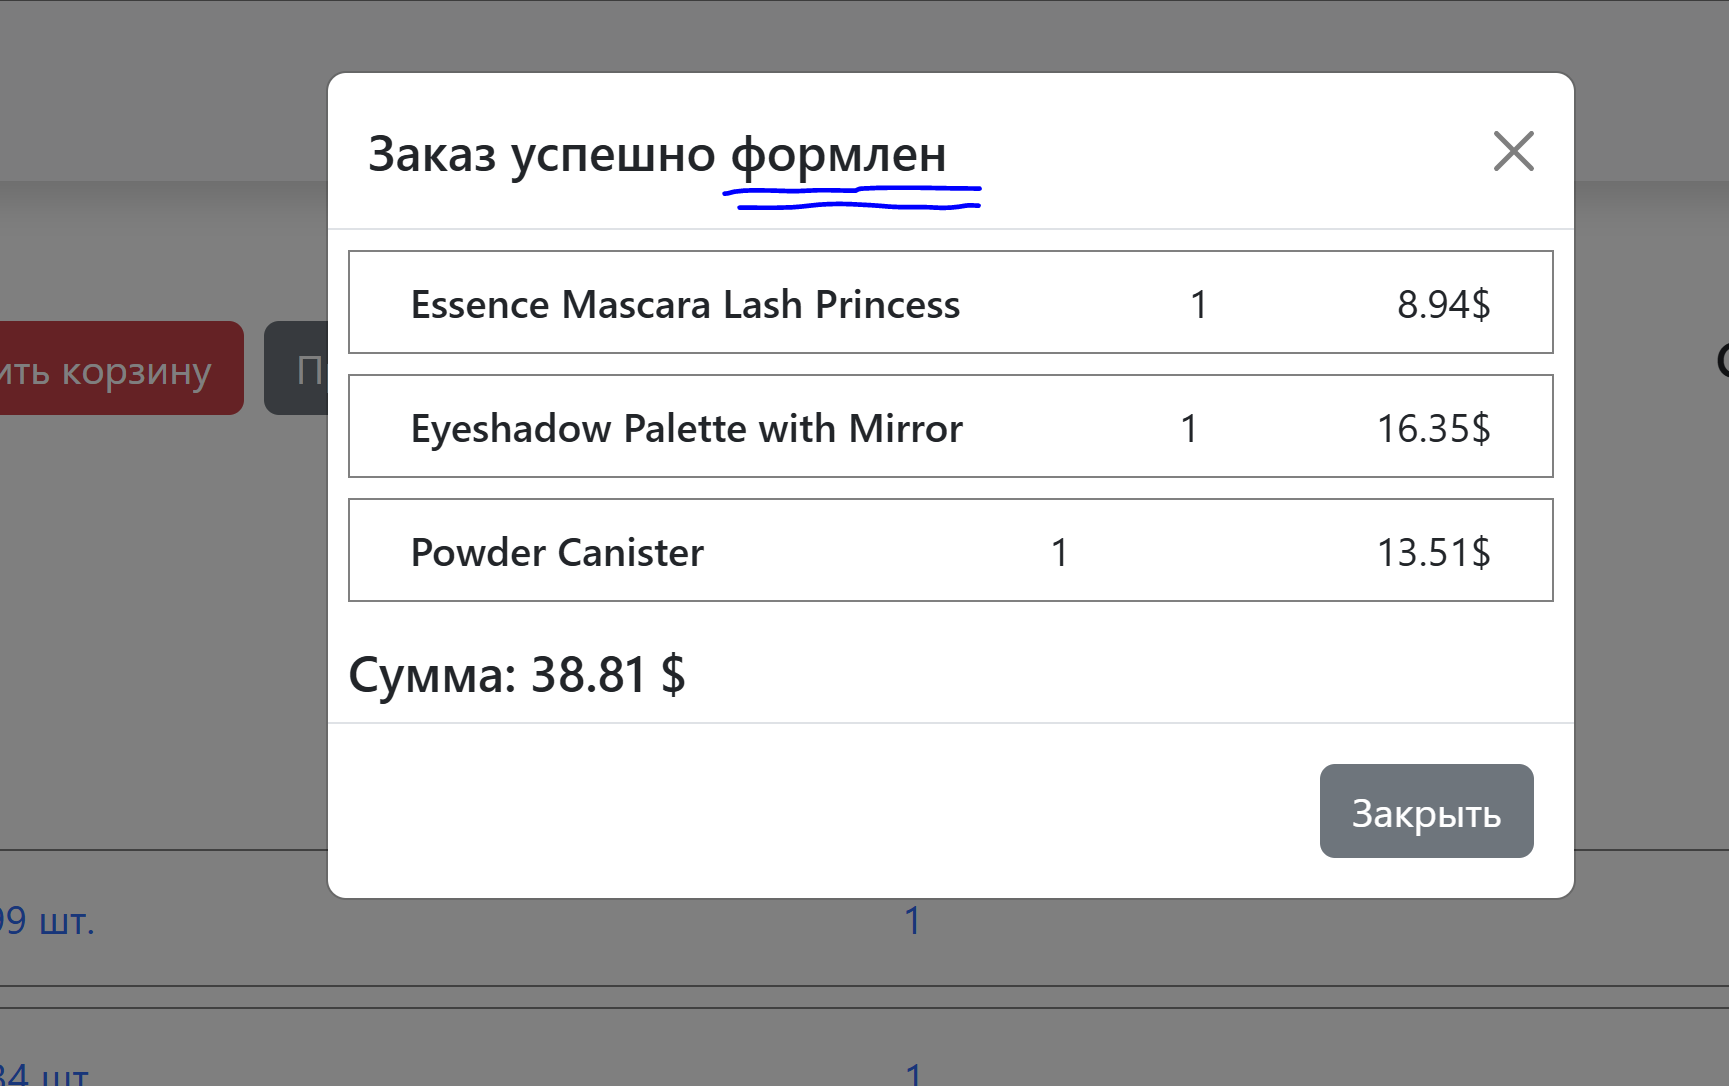 Заказ успешно формлен
ить корзину
Essence Mascara Lash Princess 1 8.94$
Eyeshadow Palette with Mirror 1 16.35$
Powder Canister 1 13.51$
Сумма: 38.81 $
Закрыть
99 шт. 1
34 шт 1